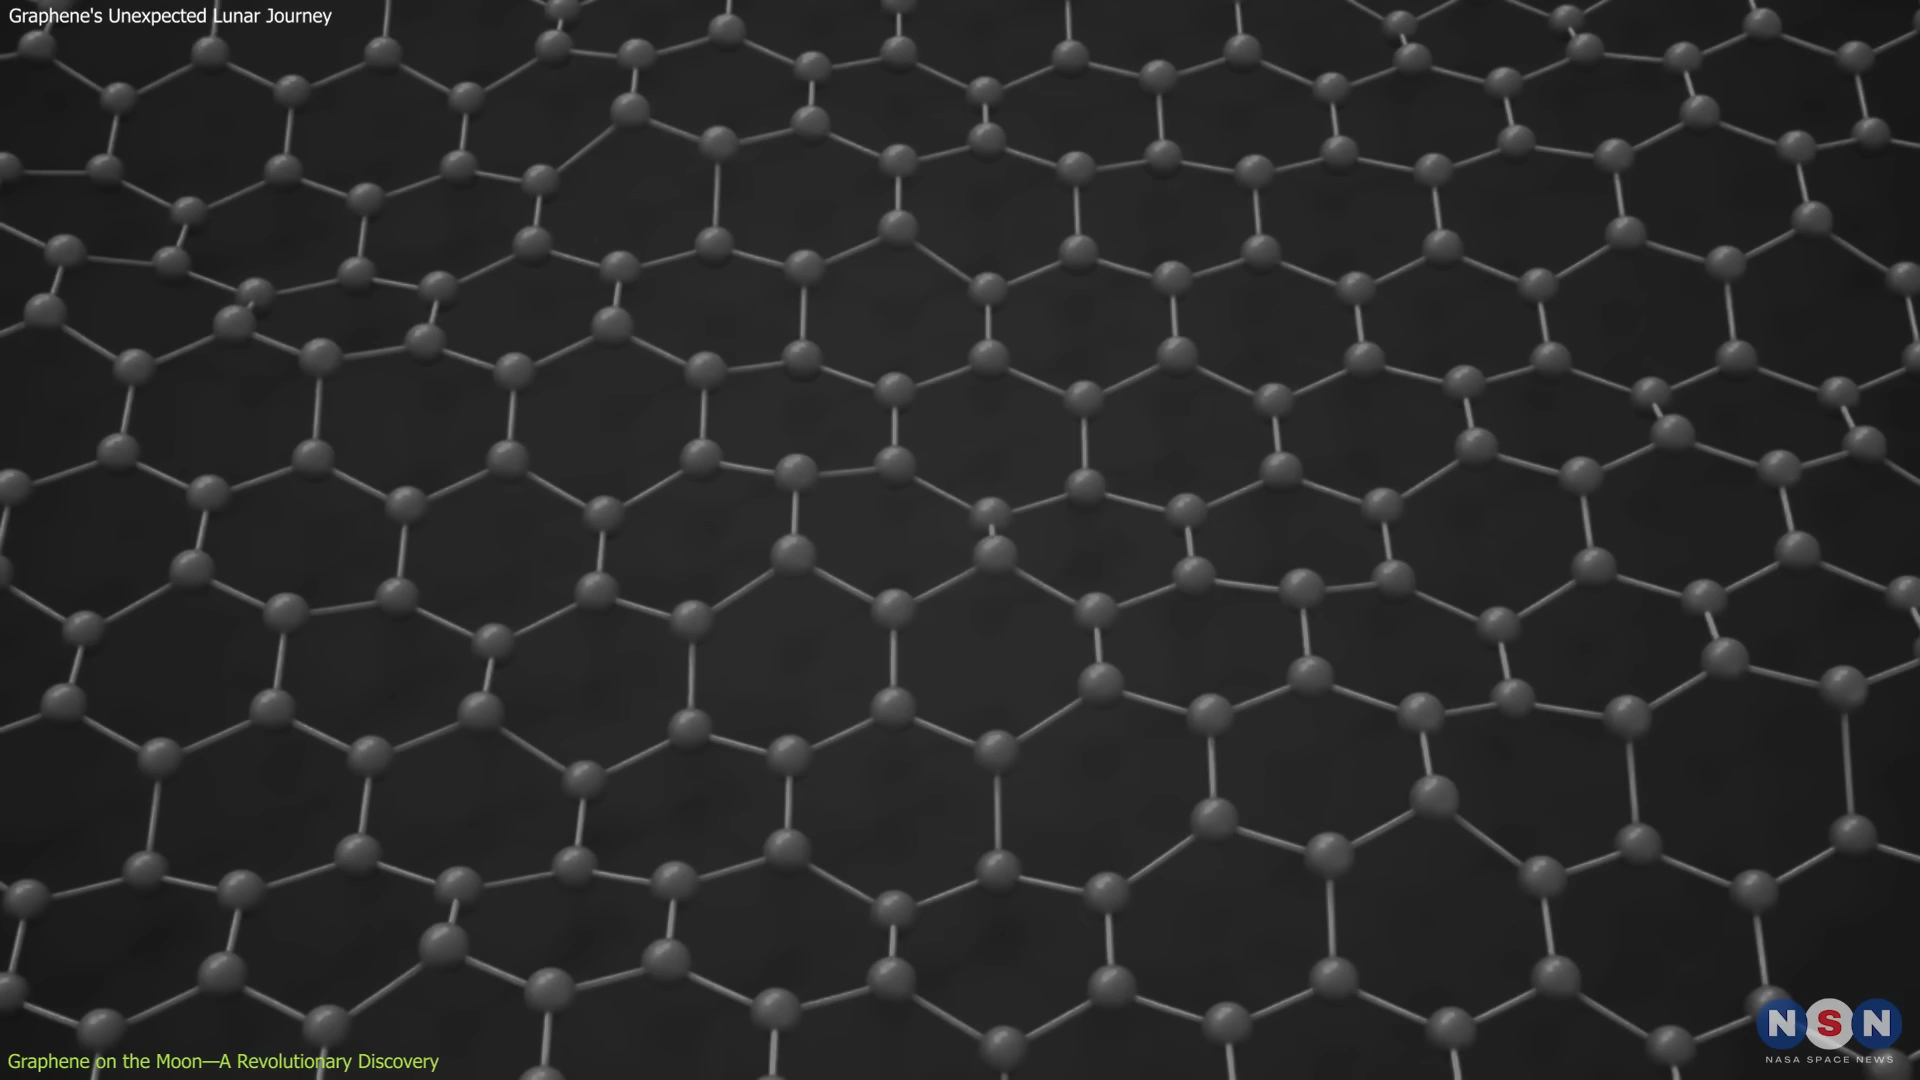 Graphene's Unexpected Lunar Journey
Graphene on the Moon—A Revolutionary Discovery
NSN
NASA SPACE NEWS